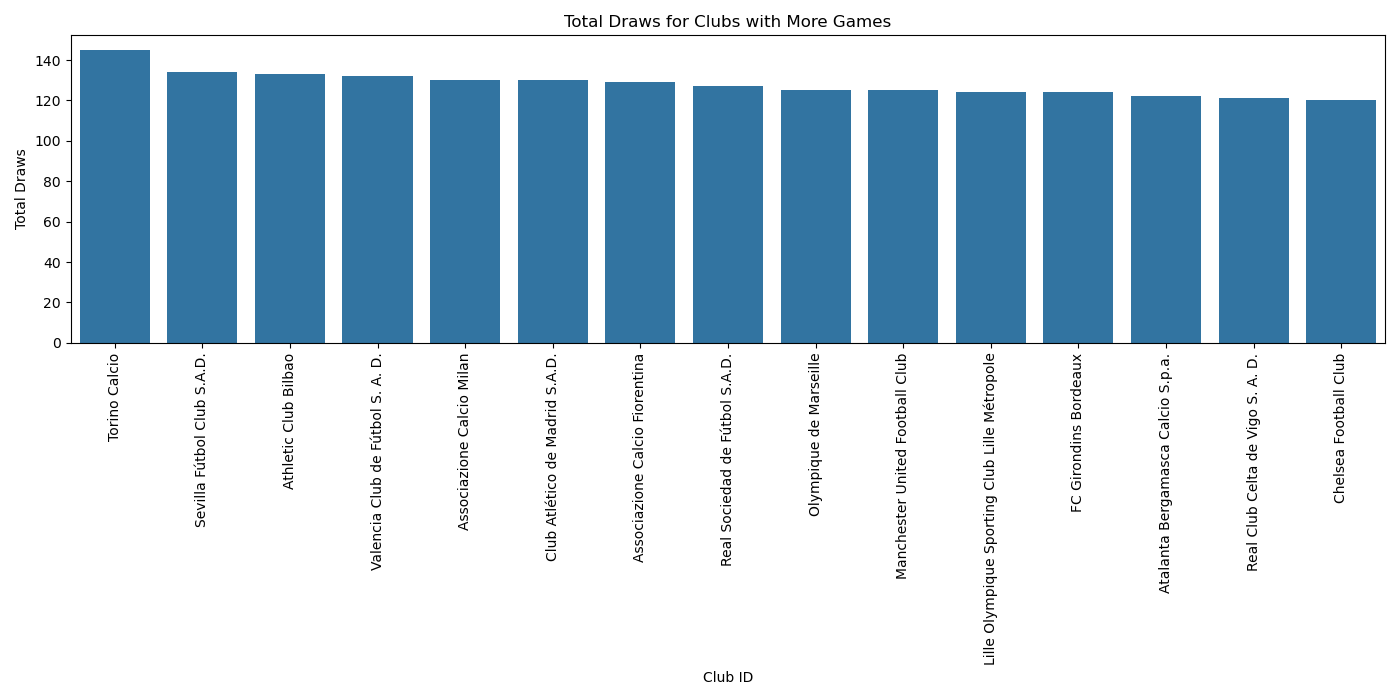 Total Draws for Clubs with More Games
Total Draws
140
120
100
80
60
40
20
0
Torino Calcio
Sevilla Fútbol Club S.A.D.
Athletic Club Bilbao
Valencia Club de Fútbol S. A. D.
Associazione Calcio Milan
Club Atlético de Madrid S.A.D.
Associazione Calcio Fiorentina
Real Sociedad de Fútbol S.A.D.
Olympique de Marseille
Manchester United Football Club
Lille Olympique Sporting Club Lille Métropole
FC Girondins Bordeaux
Atalanta Bergamasca Calcio S.p.a.
Real Club Celta de Vigo S. A. D.
Chelsea Football Club
Club ID